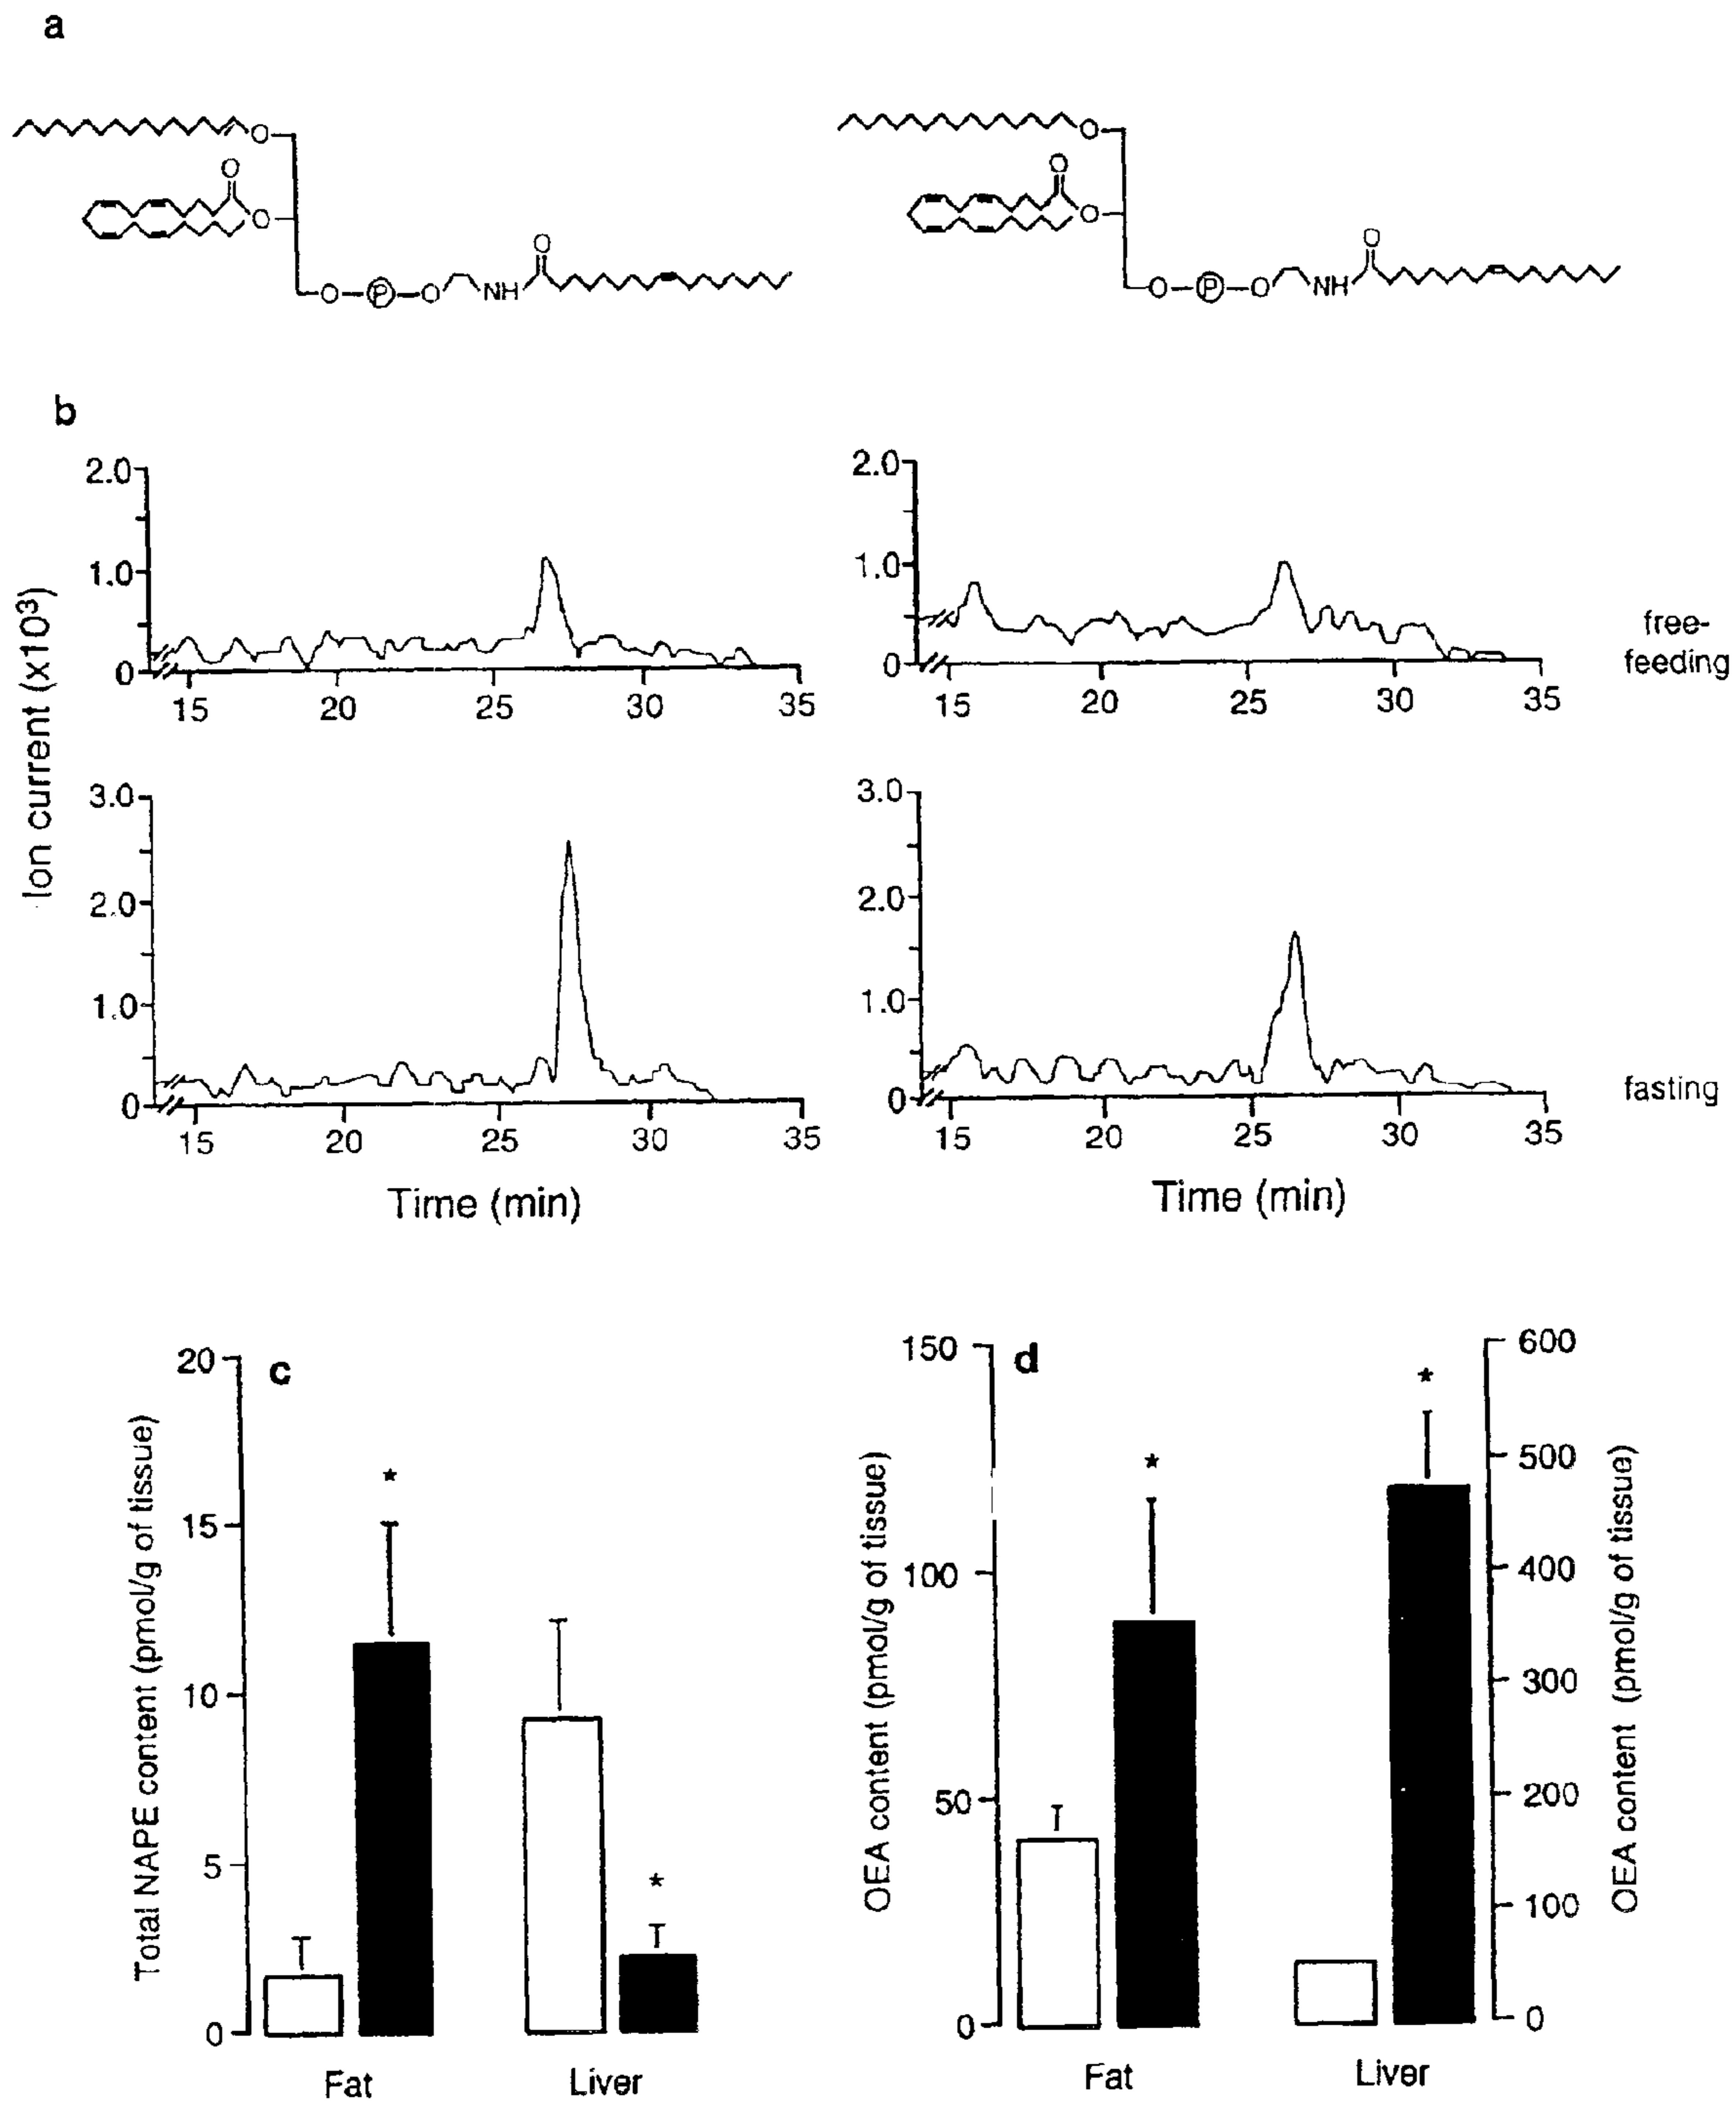 a
O
O
O
O
O
O
O
O
O P O NH
O P O NH
b
Ion current (x10³)
2.0
1.0
0
15 20 25 30 35
2.0
1.0
0
15 20 25 30 35
free-
feeding
3.0
2.0
1.0
0
15 20 25 30 35
Time (min)
3.0
2.0
1.0
0
15 20 25 30 35
Time (min)
fasting
c
Total NAPE content (pmol/g of tissue)
20
15
10
5
0
*
*
Fat Liver
d
OEA content (pmol/g of tissue)
150
100
50
0
*
*
Fat Liver
600
500
400
300
200
100
0
OEA content (pmol/g of tissue)